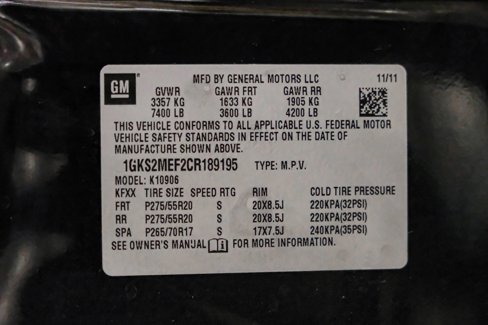 GM
MFD BY GENERAL MOTORS LLC 11/11
GVWR GAWR FRT GAWR RR
3357 KG 1633 KG 1905 KG
7400 LB 3600 LB 4200 LB
THIS VEHICLE CONFORMS TO ALL APPLICABLE U.S. FEDERAL MOTOR
VEHICLE SAFETY STANDARDS IN EFFECT ON THE DATE OF
MANUFACTURE SHOWN ABOVE.
1GKS2MEF2CR189195 TYPE: M.P.V.
MODEL: K10906
KFXX TIRE SIZE SPEED RTG RIM COLD TIRE PRESSURE
FRT P275/55R20 S 20X8.5J 220KPA(32PSI)
RR P275/55R20 S 20X8.5J 220KPA(32PSI)
SPA P265/70R17 S 17X7.5J 240KPA(35PSI)
SEE OWNER'S MANUAL FOR MORE INFORMATION.